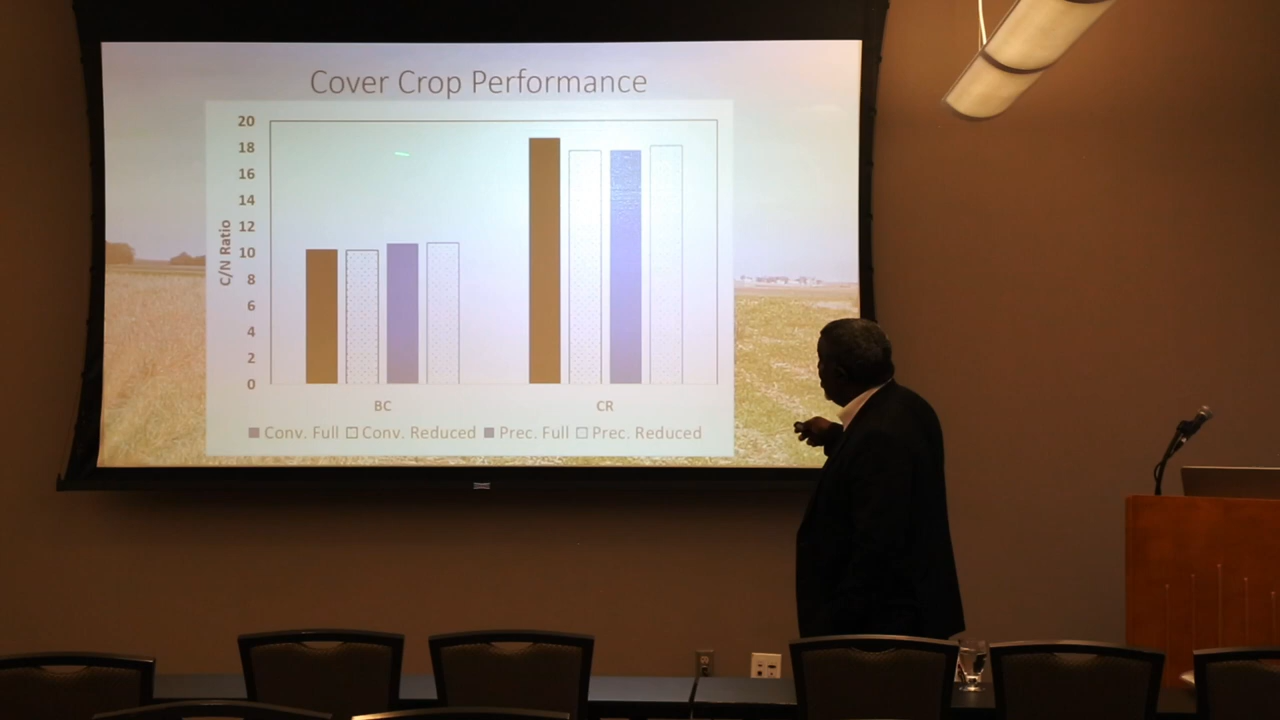 Cover Crop Performance
20
18
16
14
12
10
8
6
4
2
0
C/N Ratio
BC CR
Conv. Full Conv. Reduced Prec. Full Prec. Reduced